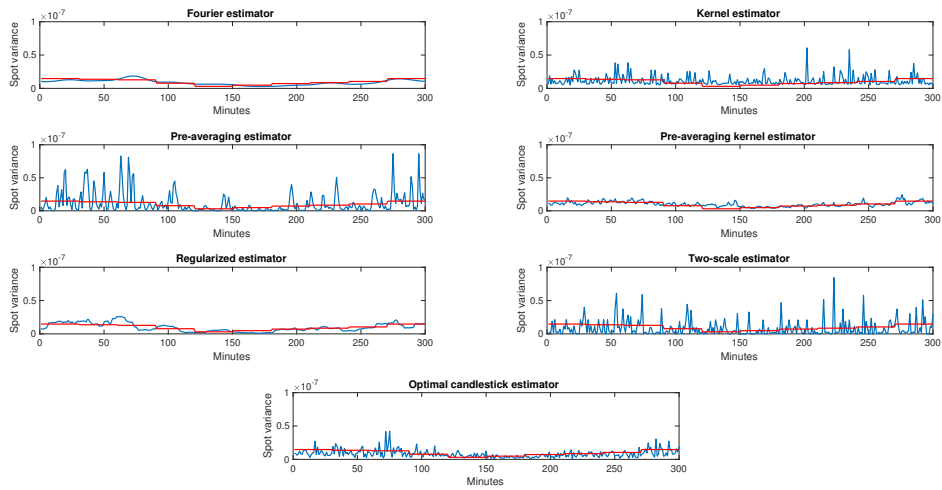 Fourier estimator
×10^-7
Spot variance
1
0.5
0
0 50 100 150 200 250 300
Minutes
Kernel estimator
×10^-7
Spot variance
1
0.5
0
0 50 100 150 200 250 300
Minutes
Pre-averaging estimator
×10^-7
Spot variance
1
0.5
0
0 50 100 150 200 250 300
Minutes
Pre-averaging kernel estimator
×10^-7
Spot variance
1
0.5
0
0 50 100 150 200 250 300
Minutes
Regularized estimator
×10^-7
Spot variance
1
0.5
0
0 50 100 150 200 250 300
Minutes
Two-scale estimator
×10^-7
Spot variance
1
0.5
0
0 50 100 150 200 250 300
Minutes
Optimal candlestick estimator
×10^-7
Spot variance
1
0.5
0
0 50 100 150 200 250 300
Minutes